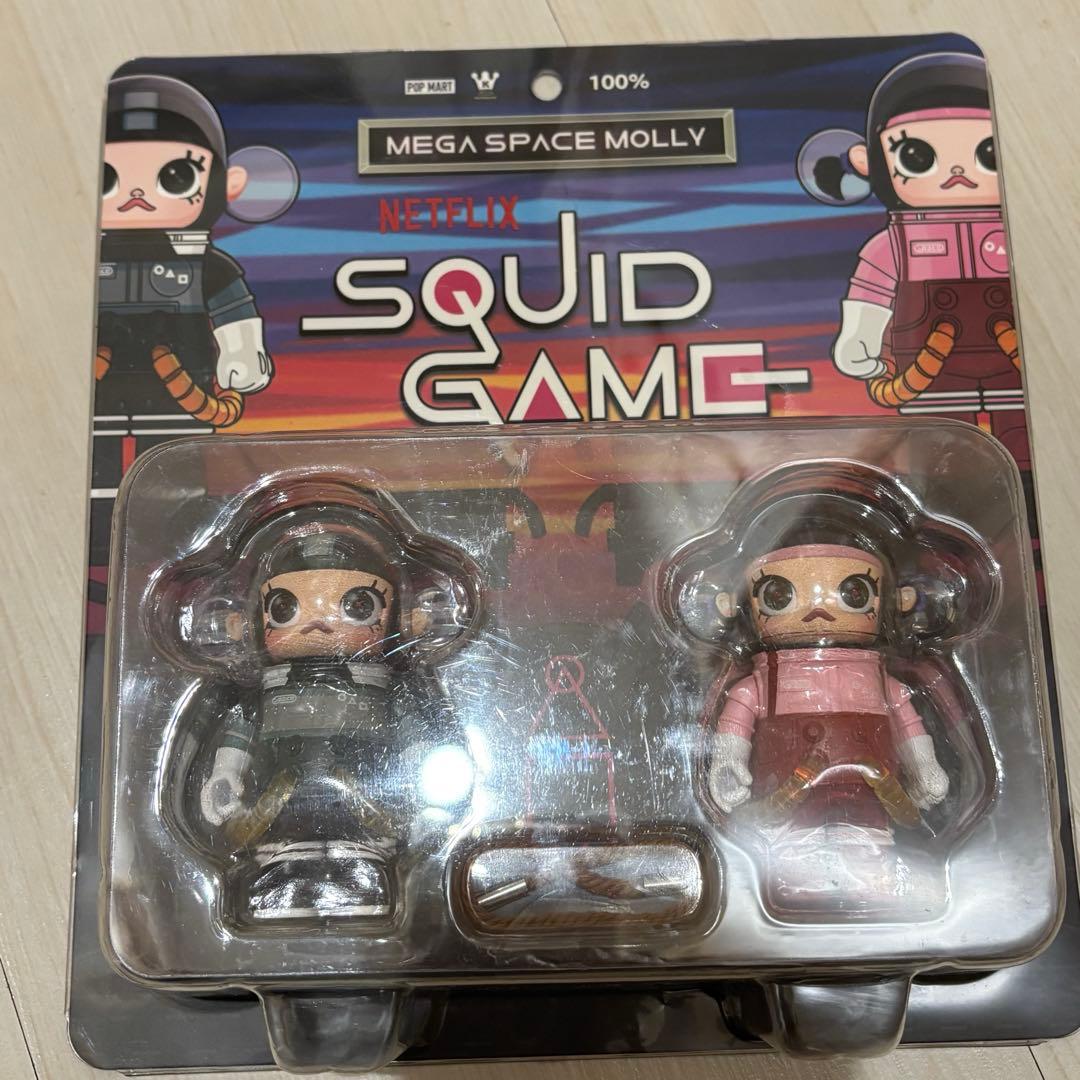 POP MART K 100%
MEGA SPACE MOLLY
NETFLIX
SQUID
GAME